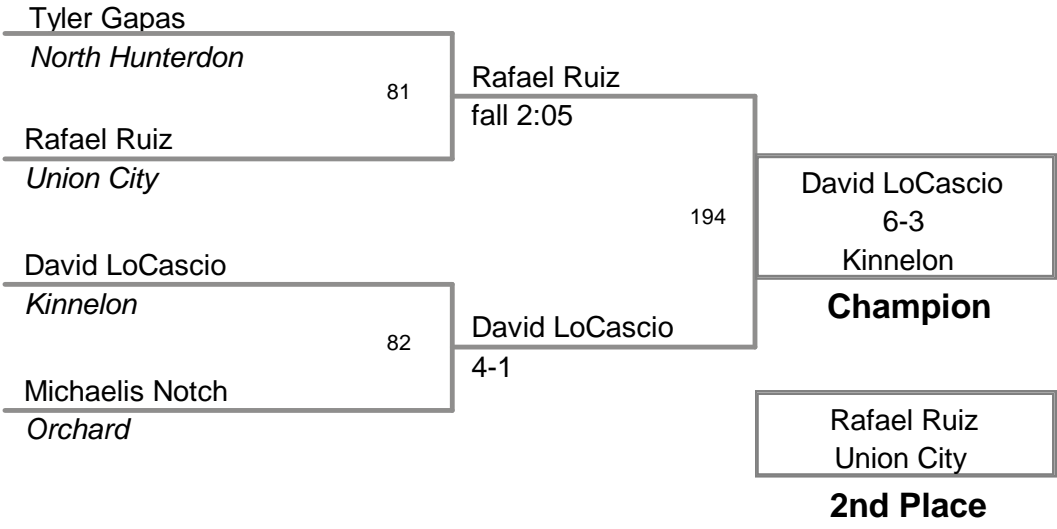 Tyler Gapas
North Hunterdon
81
Rafael Ruiz
Union City
Rafael Ruiz
fall 2:05
David LoCascio
Kinnelon
82
Michaelis Notch
Orchard
David LoCascio
4-1
194
David LoCascio
6-3
Kinnelon
Champion
Rafael Ruiz
Union City
2nd Place